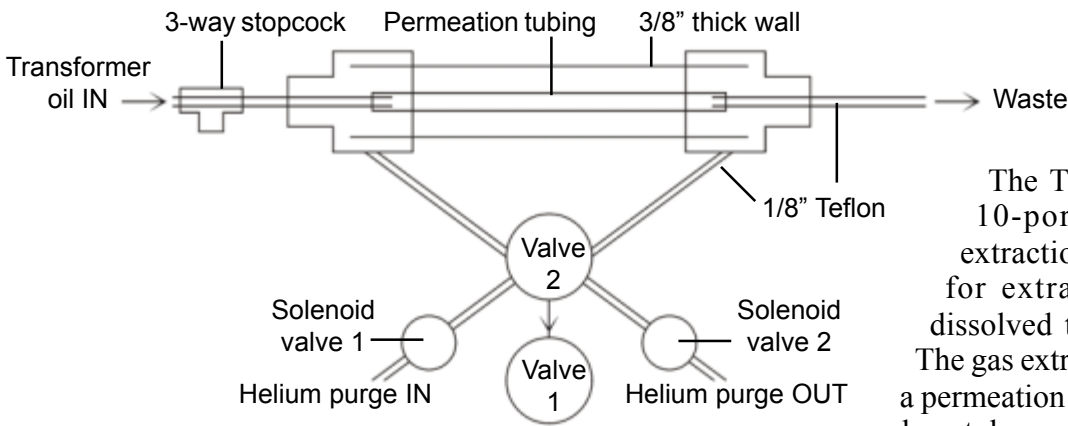 3-way stopcock
Permeation tubing
3/8” thick wall
Transformer
oil IN
Waste
1/8” Teflon
Valve
2
Solenoid
valve 1
Solenoid
valve 2
Helium purge IN
Valve
1
Helium purge OUT
The T
10-por
extractio
for extra
dissolved t
The gas extr
a permeation